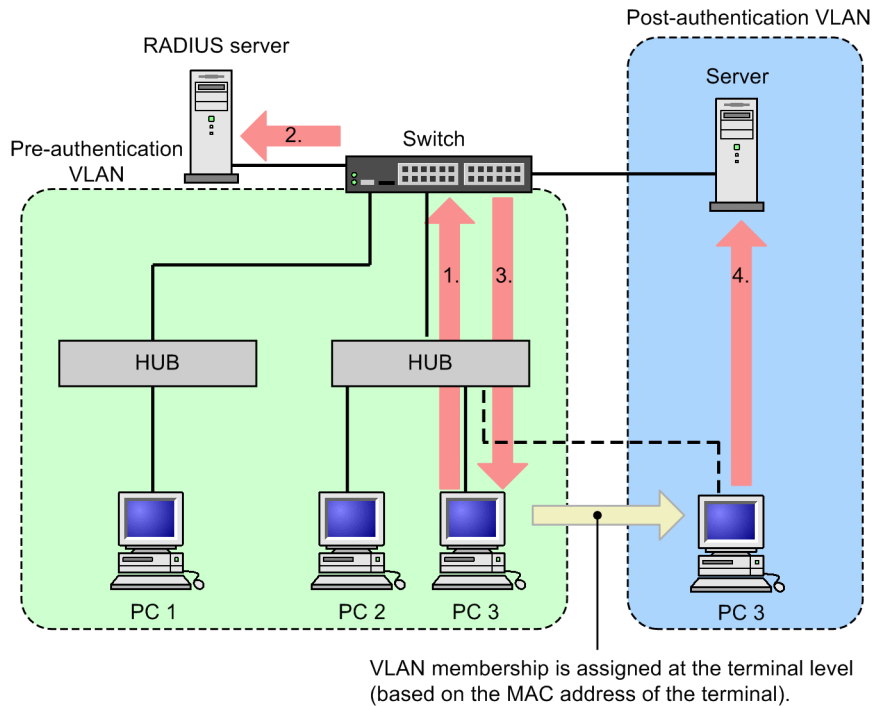 Post-authentication VLAN
RADIUS server
Server
2.
Switch
Pre-authentication
VLAN
1.
3.
4.
HUB
HUB
PC 1
PC 2
PC 3
PC 3
VLAN membership is assigned at the terminal level
(based on the MAC address of the terminal).